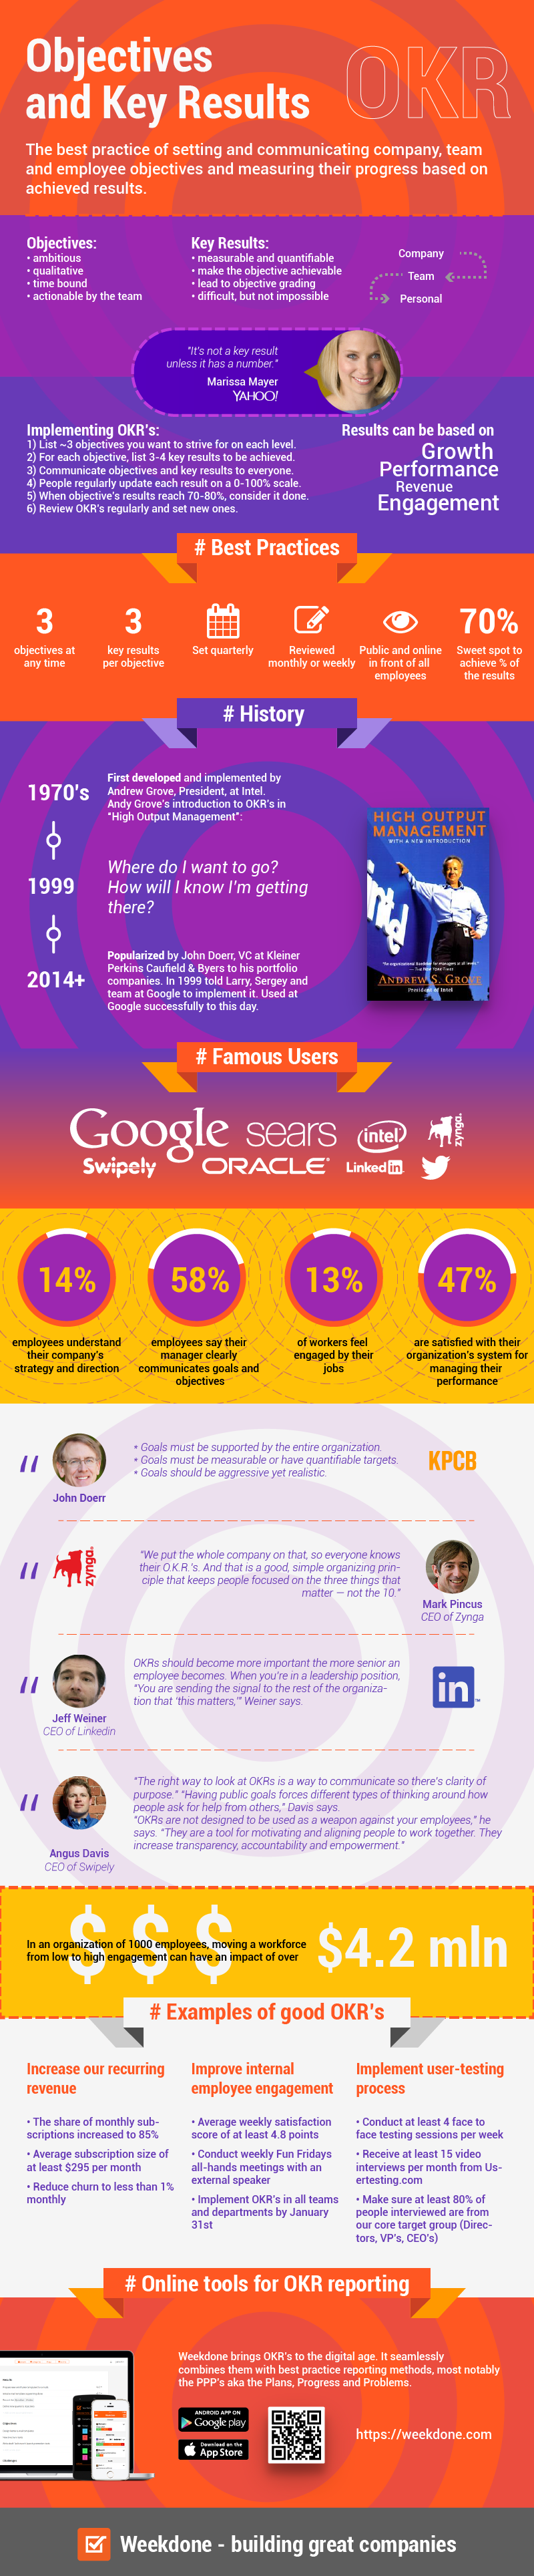 Objectives
and Key Results
OKR
The best practice of setting and communicating company, team
and employee objectives and measuring their progress based on
achieved results.
Objectives:
• ambitious
• qualitative
• time bound
• actionable by the team
Key Results:
• measurable and quantifiable
• make the objective achievable
• lead to objective grading
• difficult, but not impossible
Company
Team
Personal
"It's not a key result
unless it has a number."
Marissa Mayer
YAHOO!
Implementing OKR's:
1) List ~3 objectives you want to strive for on each level.
2) For each objective, list 3-4 key results to be achieved.
3) Communicate objectives and key results to everyone.
4) People regularly update each result on a 0-100% scale.
5) When objective's results reach 70-80%, consider it done.
6) Review OKR's regularly and set new ones.
Results can be based on
Growth
Performance
Revenue
Engagement
# Best Practices
3
objectives at
any time
3
key results
per objective
Set quarterly
Reviewed
monthly or weekly
Public and online
in front of all
employees
70%
Sweet spot to
achieve % of
the results
# History
1970's
1999
2014+
First developed and implemented by
Andrew Grove, President, at Intel.
Andy Grove's introduction to OKR's in
"High Output Management":
Where do I want to go?
How will I know I'm getting
there?
Popularized by John Doerr, VC at Kleiner
Perkins Caufield & Byers to his portfolio
companies. In 1999 told Larry, Sergey and
team at Google to implement it. Used at
Google successfully to this day.
HIGH OUTPUT
MANAGEMENT
WITH A NEW INTRODUCTION
ANDREW S. GROVE
President of Intel
# Famous Users
Google sears intel zynga
Swipely ORACLE LinkedIn
14%
employees understand
their company's
strategy and direction
58%
employees say their
manager clearly
communicates goals and
objectives
13%
of workers feel
engaged by their
jobs
47%
are satisfied with their
organization's system for
managing their
performance
John Doerr
* Goals must be supported by the entire organization.
* Goals must be measurable or have quantifiable targets.
* Goals should be aggressive yet realistic.
KPCB
zynga
"We put the whole company on that, so everyone knows
their O.K.R.'s. And that is a good, simple organizing prin-
ciple that keeps people focused on the three things that
matter — not the 10."
Mark Pincus
CEO of Zynga
Jeff Weiner
CEO of Linkedin
OKRs should become more important the more senior an
employee becomes. When you're in a leadership position,
"You are sending the signal to the rest of the organiza-
tion that 'this matters,'" Weiner says.
in
Angus Davis
CEO of Swipely
"The right way to look at OKRs is a way to communicate so there's clarity of
purpose." "Having public goals forces different types of thinking around how
people ask for help from others," Davis says.
"OKRs are not designed to be used as a weapon against your employees," he
says. "They are a tool for motivating and aligning people to work together. They
increase transparency, accountability and empowerment."
$ $ $
In an organization of 1000 employees, moving a workforce
from low to high engagement can have an impact of over
$4.2 mln
# Examples of good OKR's
Increase our recurring
revenue
• The share of monthly sub-
scriptions increased to 85%
• Average subscription size of
at least $295 per month
• Reduce churn to less than 1%
monthly
Improve internal
employee engagement
• Average weekly satisfaction
score of at least 4.8 points
• Conduct weekly Fun Fridays
all-hands meetings with an
external speaker
• Implement OKR's in all teams
and departments by January
31st
Implement user-testing
process
• Conduct at least 4 face to
face testing sessions per week
• Receive at least 15 video
interviews per month from Us-
ertesting.com
• Make sure at least 80% of
people interviewed are from
our core target group (Direc-
tors, VP's, CEO's)
# Online tools for OKR reporting
Weekdone brings OKR's to the digital age. It seamlessly
combines them with best practice reporting methods, most notably
the PPP's aka the Plans, Progress and Problems.
ANDROID APP ON
Google play
Download on the
App Store
https://weekdone.com
Weekdone - building great companies